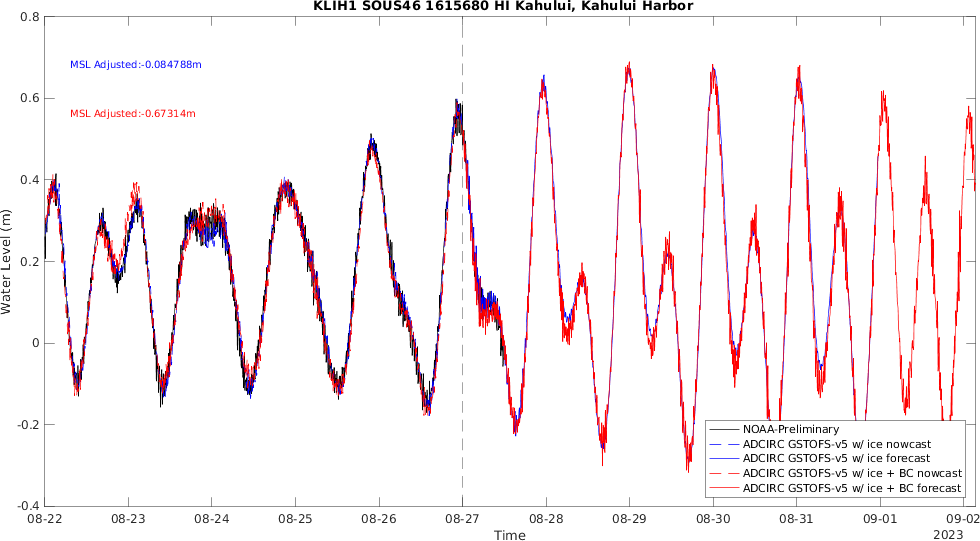 KLIH1 SOUS46 1615680 HI Kahului, Kahului Harbor
0.8
MSL Adjusted:-0.084788m
0.6
MSL Adjusted:-0.67314m
0.4
Water Level (m)
0.2
0
-0.2
NOAA-Preliminary
ADCIRC GSTOFS-v5 w/ ice nowcast
ADCIRC GSTOFS-v5 w/ ice forecast
ADCIRC GSTOFS-v5 w/ ice + BC nowcast
ADCIRC GSTOFS-v5 w/ ice + BC forecast
-0.4
08-22 08-23 08-24 08-25 08-26 08-27 08-28 08-29 08-30 08-31 09-01 09-02
Time
2023